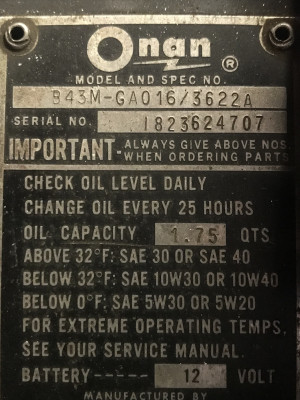 Onan ®
MODEL AND SPEC NO.
B43M-GA016/3622A
SERIAL NO. 1823624707
IMPORTANT- ALWAYS GIVE ABOVE NOS.
WHEN ORDERING PARTS
CHECK OIL LEVEL DAILY
CHANGE OIL EVERY 25 HOURS
OIL CAPACITY 1.75 QTS
ABOVE 32°F: SAE 30 OR SAE 40
BELOW 32°F: SAE 10W30 OR 10W40
BELOW 0°F: SAE 5W30 OR 5W20
FOR EXTREME OPERATING TEMPS.
SEE YOUR SERVICE MANUAL.
BATTERY ----- 12 VOLT
MANUFACTURED BY